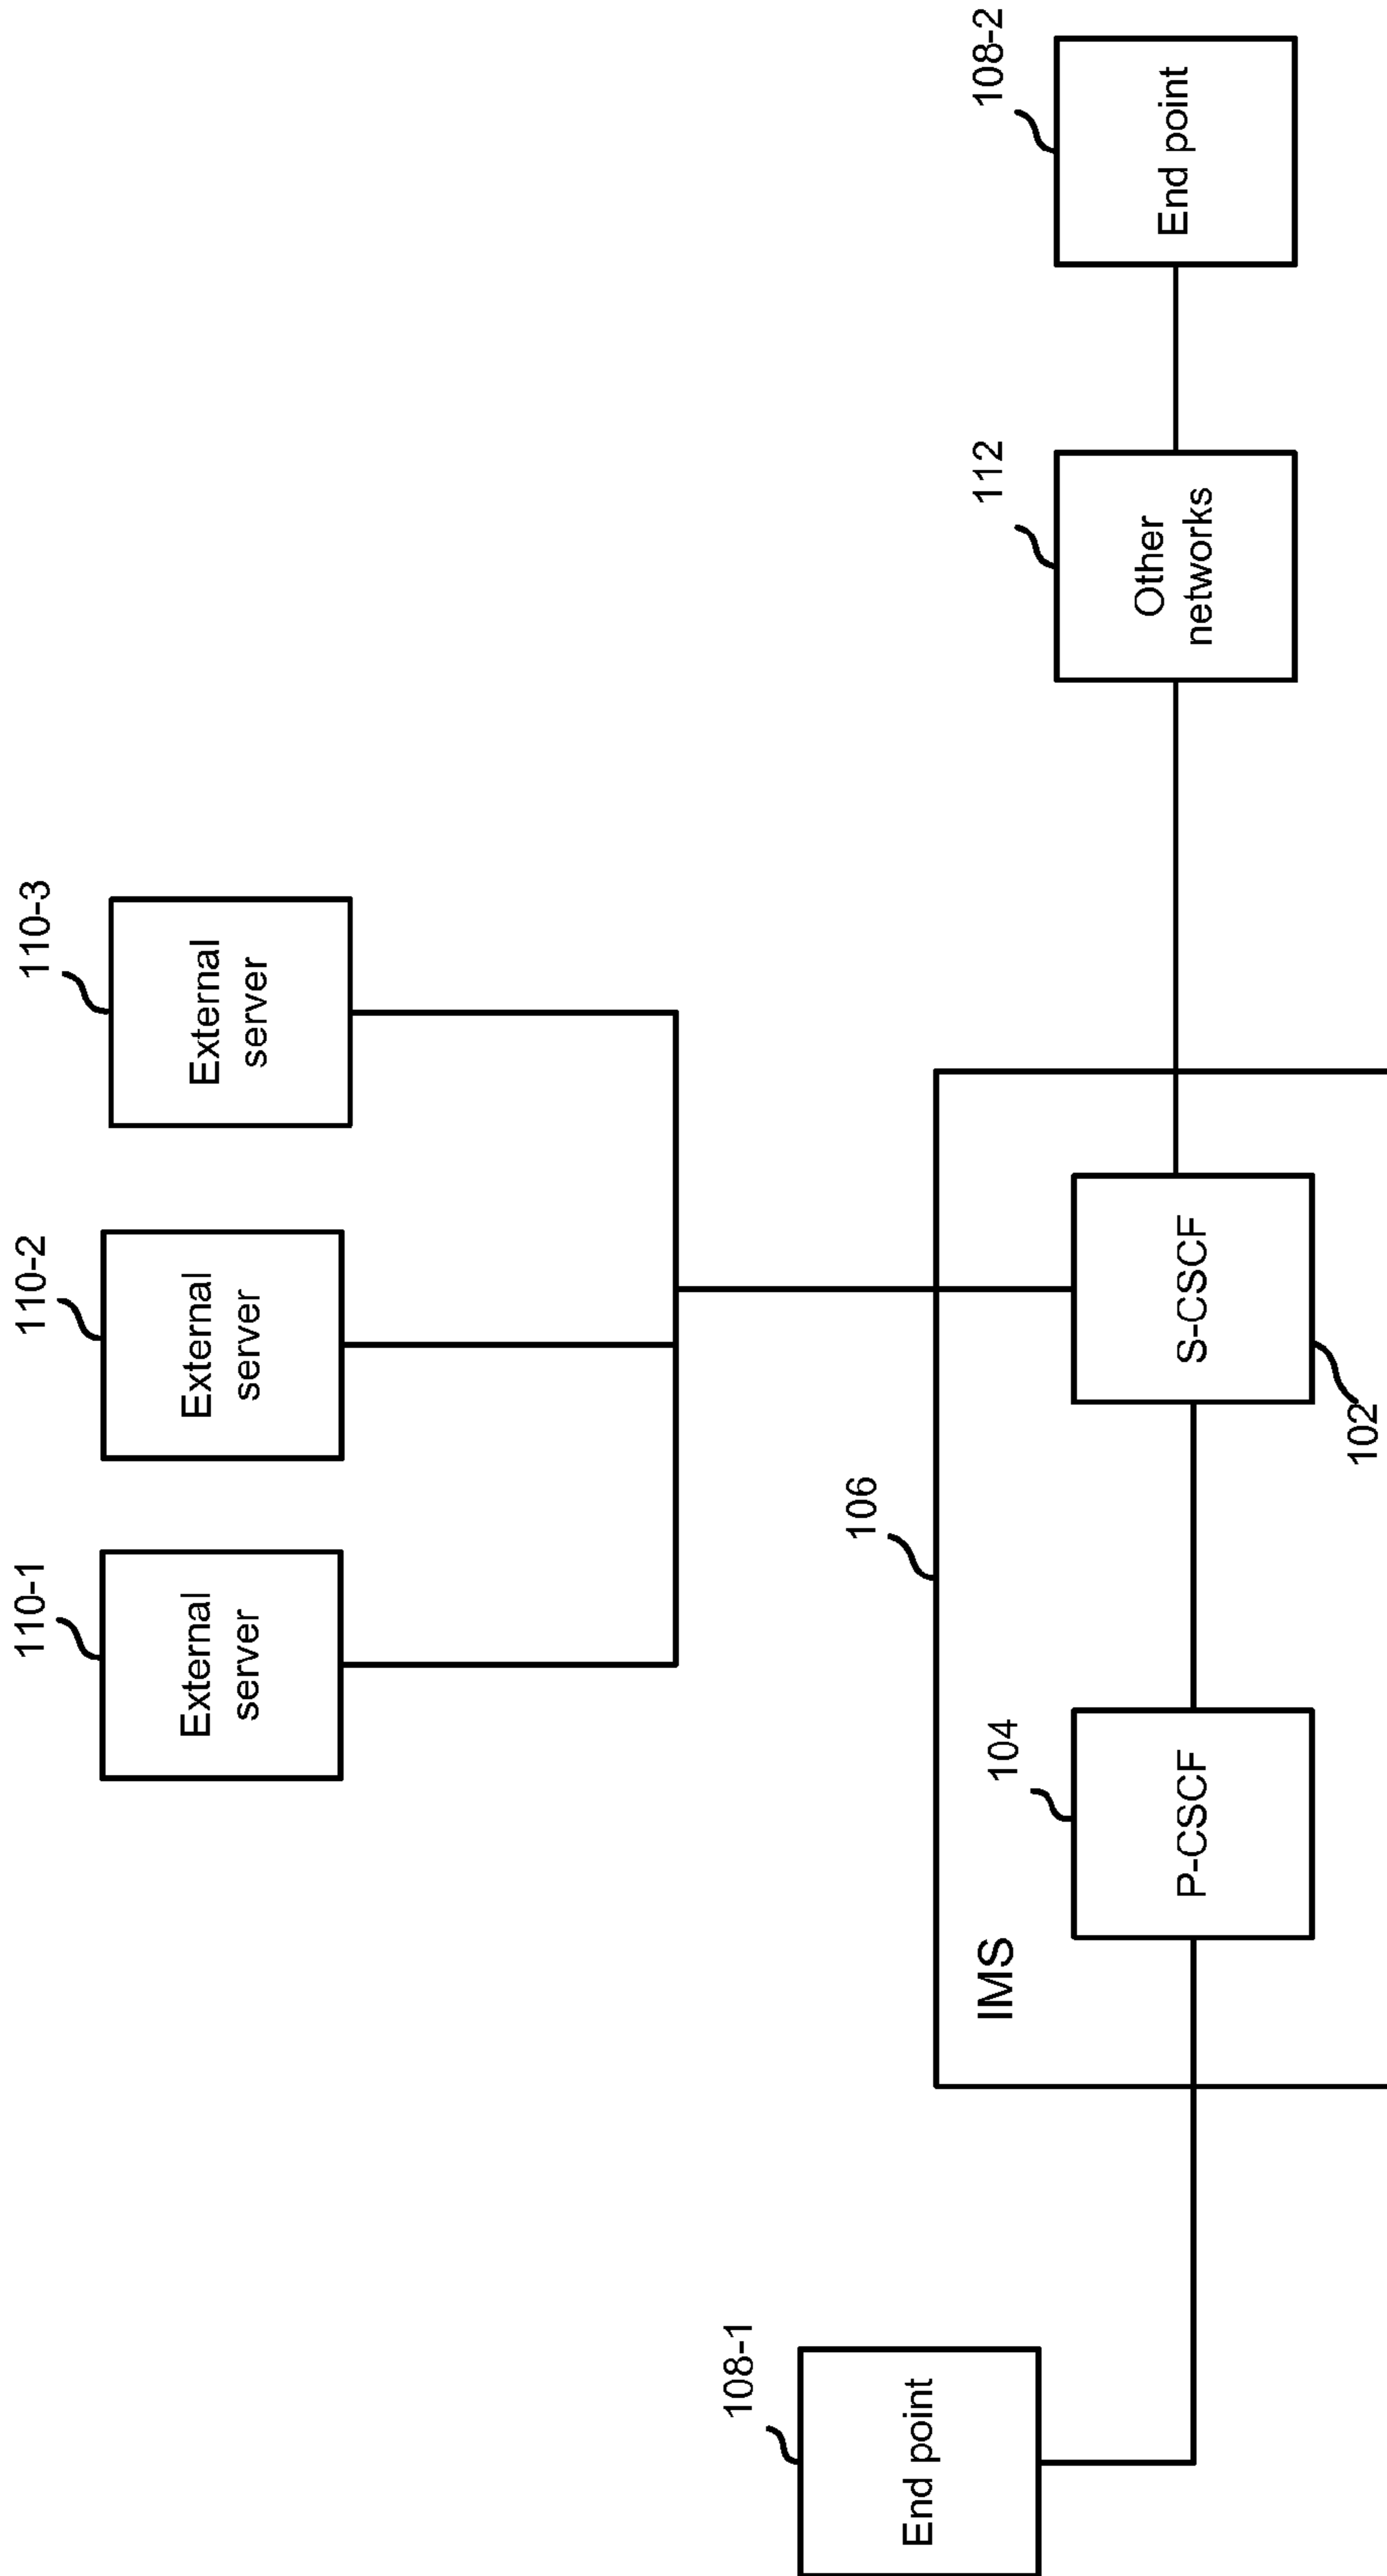 110-1
External
server
110-2
External
server
110-3
External
server
108-1
End point
106
IMS
104
P-CSCF
S-CSCF
102
112
Other
networks
108-2
End point